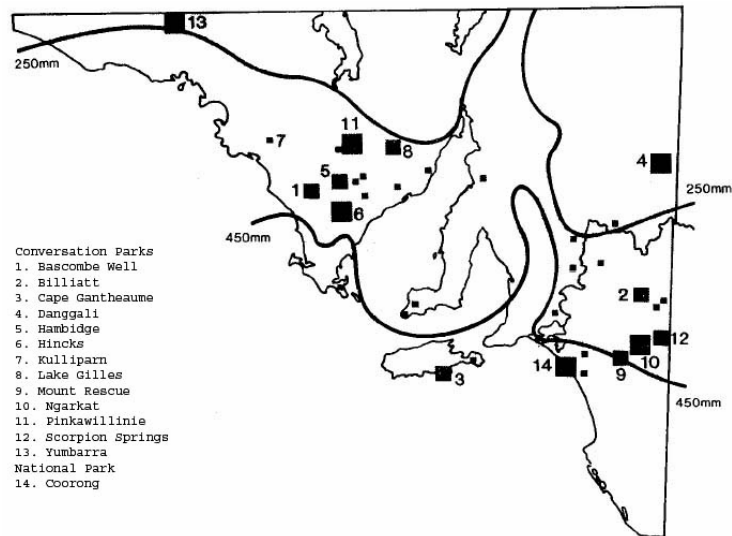 13
250mm
11
7
8
4
5
1
250mm
6
450mm
Conversation Parks
1. Bascombe Well
2. Billiatt
3. Cape Gantheaume
4. Danggali
5. Hambidge
6. Hincks
7. Kulliparn
8. Lake Gilles
9. Mount Rescue
10. Ngarkat
11. Pinkawillinie
12. Scorpion Springs
13. Yumbarra
National Park
14. Coorong
2
12
10
9
14
3
450mm